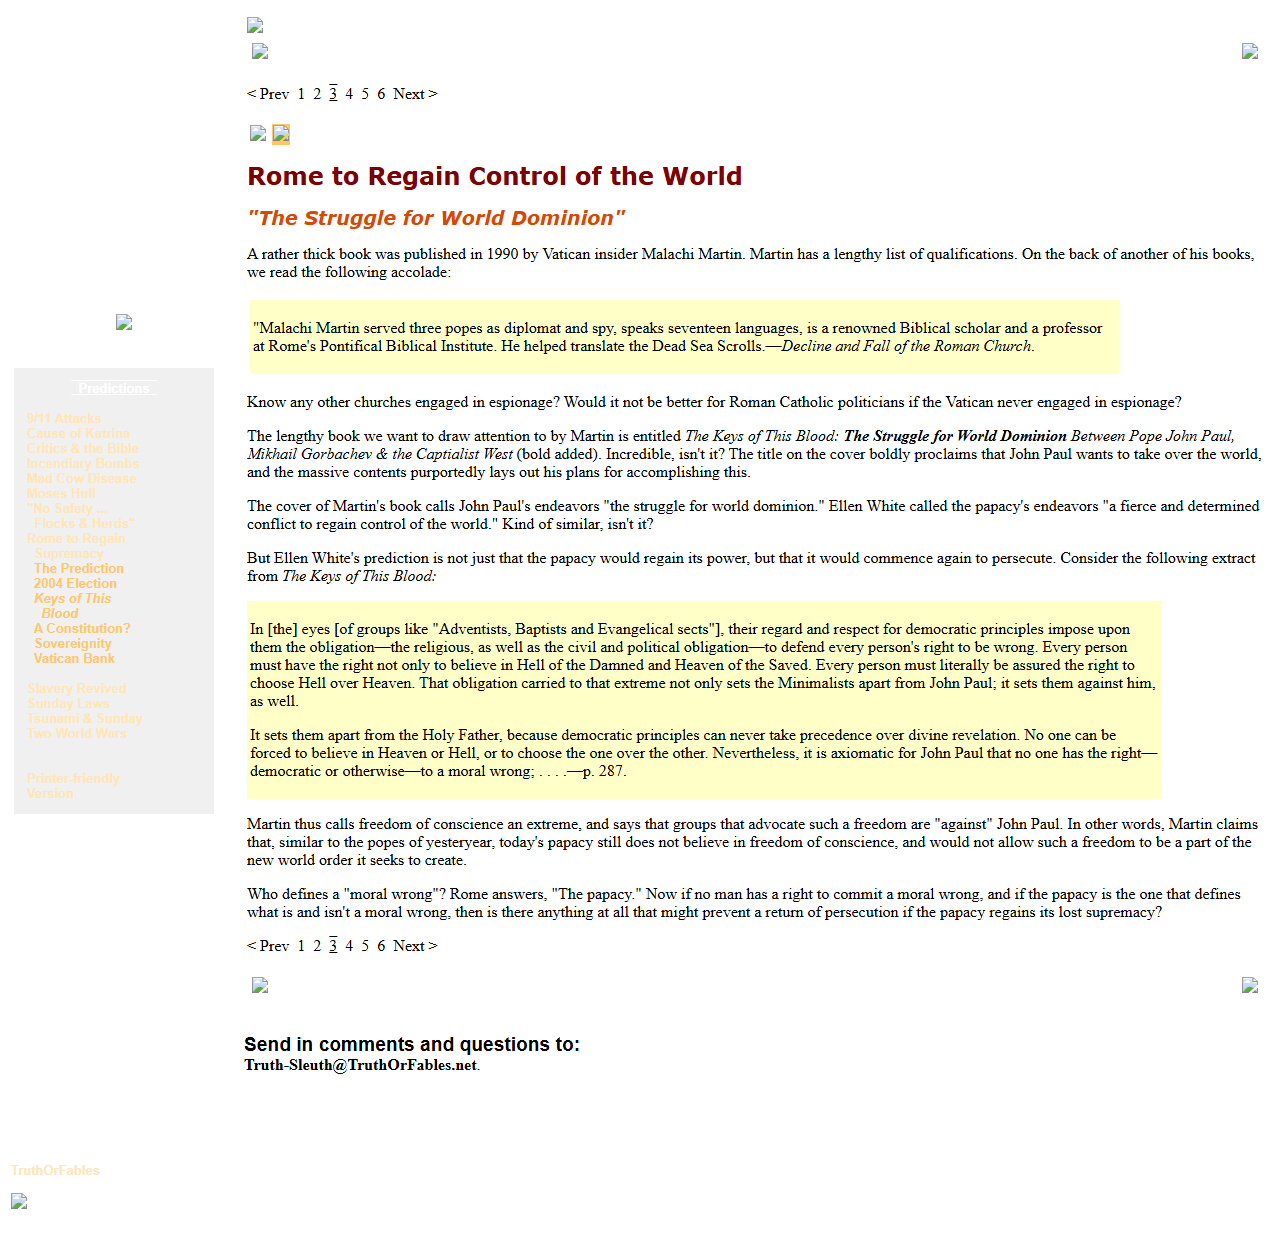 < Prev 1 2 3 4 5 6 Next >
Rome to Regain Control of the World
"The Struggle for World Dominion"
A rather thick book was published in 1990 by Vatican insider Malachi Martin. Martin has a lengthy list of qualifications. On the back of another of his books,
we read the following accolade:
"Malachi Martin served three popes as diplomat and spy, speaks seventeen languages, is a renowned Biblical scholar and a professor
at Rome's Pontifical Biblical Institute. He helped translate the Dead Sea Scrolls.—Decline and Fall of the Roman Church.
Know any other churches engaged in espionage? Would it not be better for Roman Catholic politicians if the Vatican never engaged in espionage?
The lengthy book we want to draw attention to by Martin is entitled The Keys of This Blood: The Struggle for World Dominion Between Pope John Paul,
Mikhail Gorbachev & the Captialist West (bold added). Incredible, isn't it? The title on the cover boldly proclaims that John Paul wants to take over the world,
and the massive contents purportedly lays out his plans for accomplishing this.
The cover of Martin's book calls John Paul's endeavors "the struggle for world dominion." Ellen White called the papacy's endeavors "a fierce and determined
conflict to regain control of the world." Kind of similar, isn't it?
But Ellen White's prediction is not just that the papacy would regain its power, but that it would commence again to persecute. Consider the following extract
from The Keys of This Blood:
In [the] eyes [of groups like "Adventists, Baptists and Evangelical sects"], their regard and respect for democratic principles impose upon
them the obligation—the religious, as well as the civil and political obligation—to defend every person's right to be wrong. Every person
must have the right not only to believe in Hell of the Damned and Heaven of the Saved. Every person must literally be assured the right to
choose Hell over Heaven. That obligation carried to that extreme not only sets the Minimalists apart from John Paul; it sets them against him,
as well.
It sets them apart from the Holy Father, because democratic principles can never take precedence over divine revelation. No one can be
forced to believe in Heaven or Hell, or to choose the one over the other. Nevertheless, it is axiomatic for John Paul that no one has the right—
democratic or otherwise—to a moral wrong; . . . .—p. 287.
Martin thus calls freedom of conscience an extreme, and says that groups that advocate such a freedom are "against" John Paul. In other words, Martin claims
that, similar to the popes of yesteryear, today's papacy still does not believe in freedom of conscience, and would not allow such a freedom to be a part of the
new world order it seeks to create.
Who defines a "moral wrong"? Rome answers, "The papacy." Now if no man has a right to commit a moral wrong, and if the papacy is the one that defines
what is and isn't a moral wrong, then is there anything at all that might prevent a return of persecution if the papacy regains its lost supremacy?
< Prev 1 2 3 4 5 6 Next >
Send in comments and questions to:
Truth-Sleuth@TruthOrFables.net.
Predictions
9/11 Attacks
Cause of Katrina
Critics & the Bible
Incendiary Bombs
Mad Cow Disease
Moses Hull
"No Safety ...
Flocks & Herds"
Rome to Regain
Supremacy
The Prediction
2004 Election
Keys of This
Blood
A Constitution?
Sovereignity
Vatican Bank
Slavery Revived
Sunday Laws
Tsunami & Sunday
Two World Wars
Printer-friendly
Version
TruthOrFables